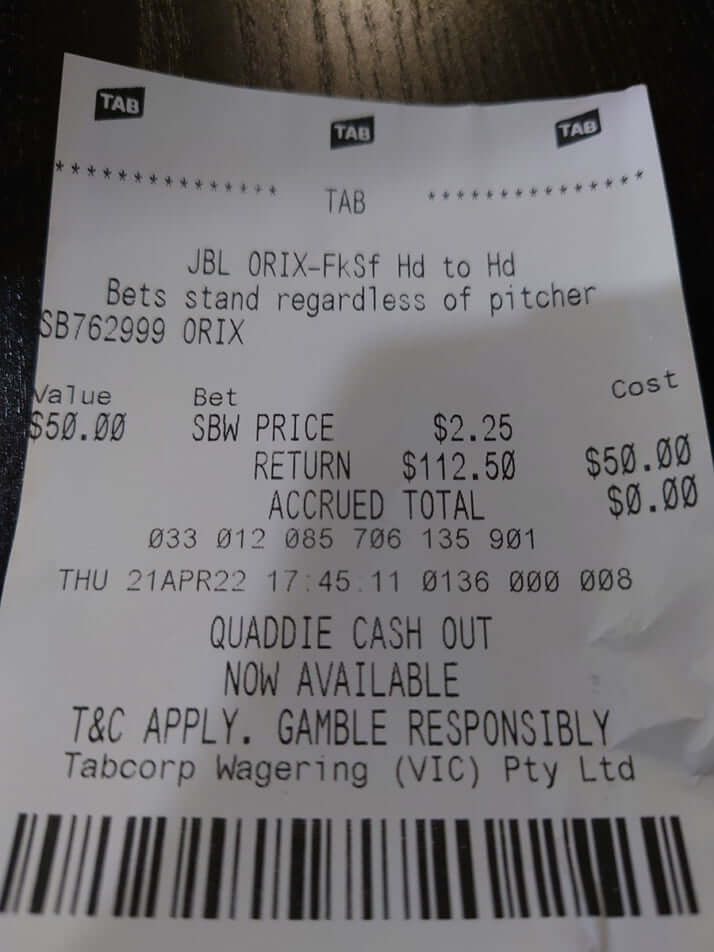 TAB TAB TAB
*************** TAB ***************
JBL ORIX-FkSf Hd to Hd
Bets stand regardless of pitcher
SB762999 ORIX
Value Bet Cost
$50.00 SBW PRICE $2.25
RETURN $112.50 $50.00
ACCRUED TOTAL $0.00
033 012 085 706 135 901
THU 21APR22 17:45:11 0136 000 008
QUADDIE CASH OUT
NOW AVAILABLE
T&C APPLY. GAMBLE RESPONSIBLY
Tabcorp Wagering (VIC) Pty Ltd